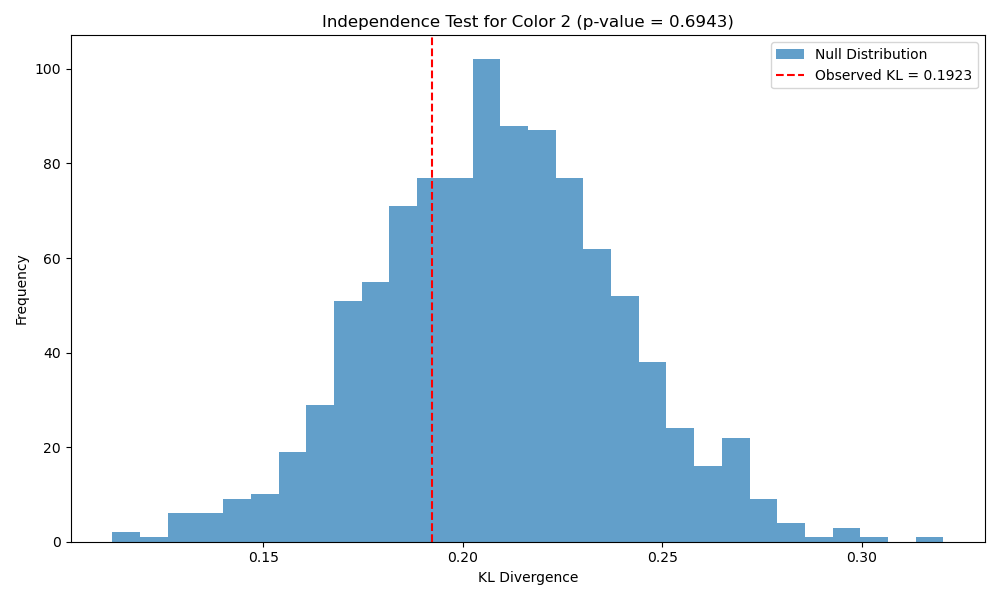 Independence Test for Color 2 (p-value = 0.6943)
Null Distribution
Observed KL = 0.1923
Frequency
100
80
60
40
20
0
0.15 0.20 0.25 0.30
KL Divergence